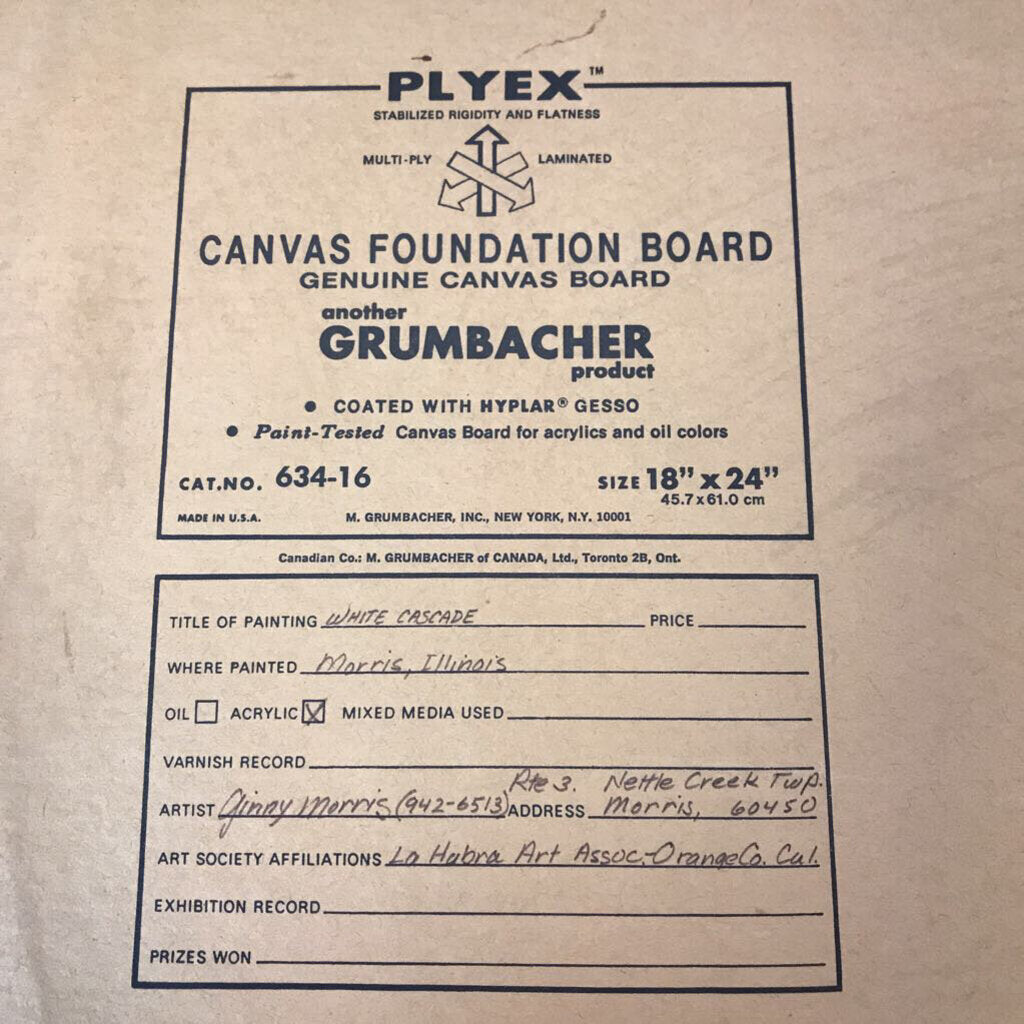 PLYEX™
STABILIZED RIGIDITY AND FLATNESS
MULTI-PLY LAMINATED
CANVAS FOUNDATION BOARD
GENUINE CANVAS BOARD
another
GRUMBACHER
product
• COATED WITH HYPLAR® GESSO
• Paint-Tested Canvas Board for acrylics and oil colors
CAT.NO. 634-16 SIZE 18" x 24"
45.7 x 61.0 cm
MADE IN U.S.A. M. GRUMBACHER, INC., NEW YORK, N.Y. 10001
Canadian Co.: M. GRUMBACHER of CANADA, Ltd., Toronto 2B, Ont.
TITLE OF PAINTING WHITE CASCADE PRICE
WHERE PAINTED Morris, Illinois
OIL ACRYLIC MIXED MEDIA USED
VARNISH RECORD
Rte 3. Nettle Creek Twp.
ARTIST Ginny Morris (942-6513) ADDRESS Morris, 60450
ART SOCIETY AFFILIATIONS La Habra Art Assoc.-Orange Co. Cal.
EXHIBITION RECORD
PRIZES WON